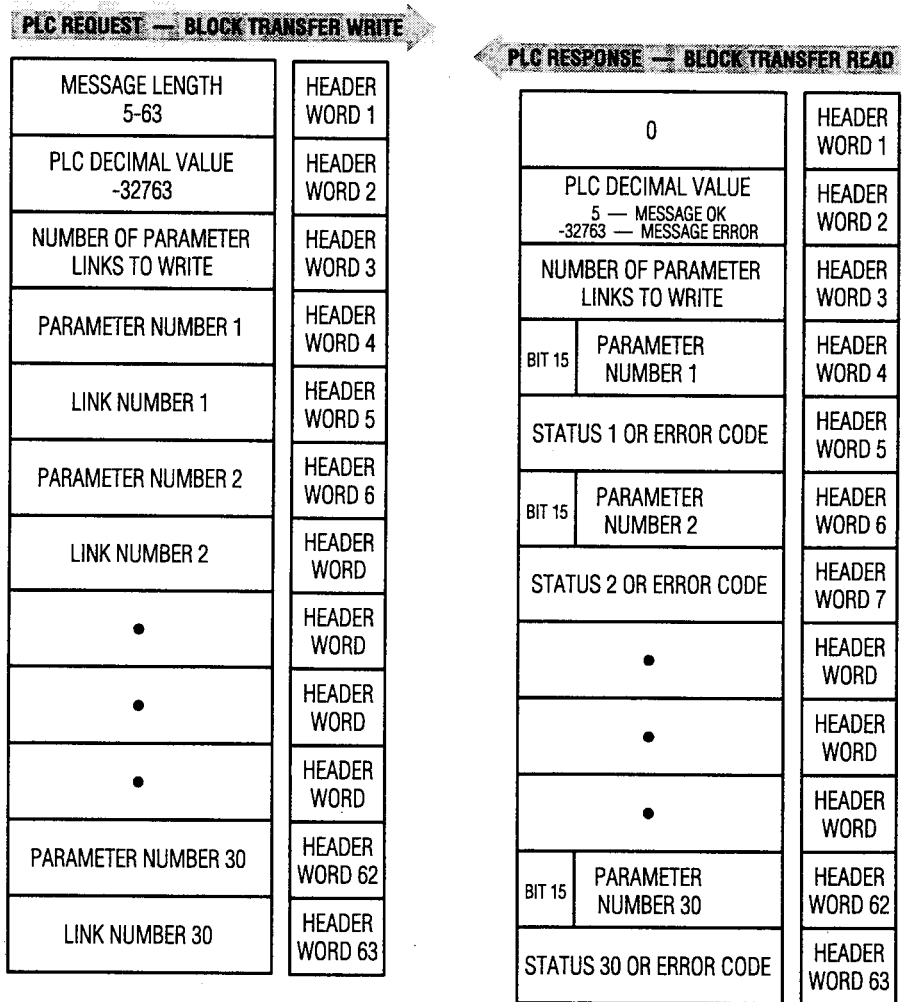 PLC REQUEST — BLOCK TRANSFER WRITE
MESSAGE LENGTH
5-63
HEADER
WORD 1
PLC DECIMAL VALUE
-32763
HEADER
WORD 2
NUMBER OF PARAMETER
LINKS TO WRITE
HEADER
WORD 3
PARAMETER NUMBER 1
HEADER
WORD 4
LINK NUMBER 1
HEADER
WORD 5
PARAMETER NUMBER 2
HEADER
WORD 6
LINK NUMBER 2
HEADER
WORD
•
HEADER
WORD
•
HEADER
WORD
•
HEADER
WORD
PARAMETER NUMBER 30
HEADER
WORD 62
LINK NUMBER 30
HEADER
WORD 63
PLC RESPONSE — BLOCK TRANSFER READ
0
HEADER
WORD 1
PLC DECIMAL VALUE
5 — MESSAGE OK
-32763 — MESSAGE ERROR
HEADER
WORD 2
NUMBER OF PARAMETER
LINKS TO WRITE
HEADER
WORD 3
BIT 15
PARAMETER
NUMBER 1
HEADER
WORD 4
STATUS 1 OR ERROR CODE
HEADER
WORD 5
BIT 15
PARAMETER
NUMBER 2
HEADER
WORD 6
STATUS 2 OR ERROR CODE
HEADER
WORD 7
•
HEADER
WORD
•
HEADER
WORD
•
HEADER
WORD
BIT 15
PARAMETER
NUMBER 30
HEADER
WORD 62
STATUS 30 OR ERROR CODE
HEADER
WORD 63